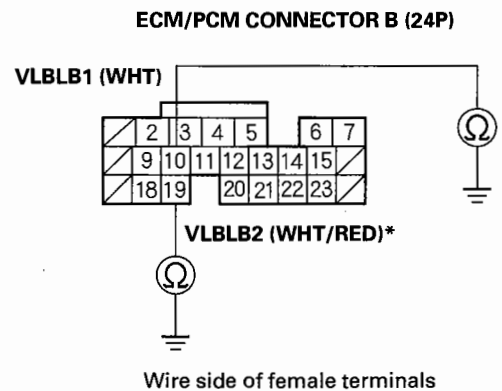 ECM/PCM CONNECTOR B (24P)
VLBLB1 (WHT)
2 3 4 5 6 7
Ω
9 10 11 12 13 14 15
18 19 20 21 22 23
VLBLB2 (WHT/RED)*
Ω
Wire side of female terminals